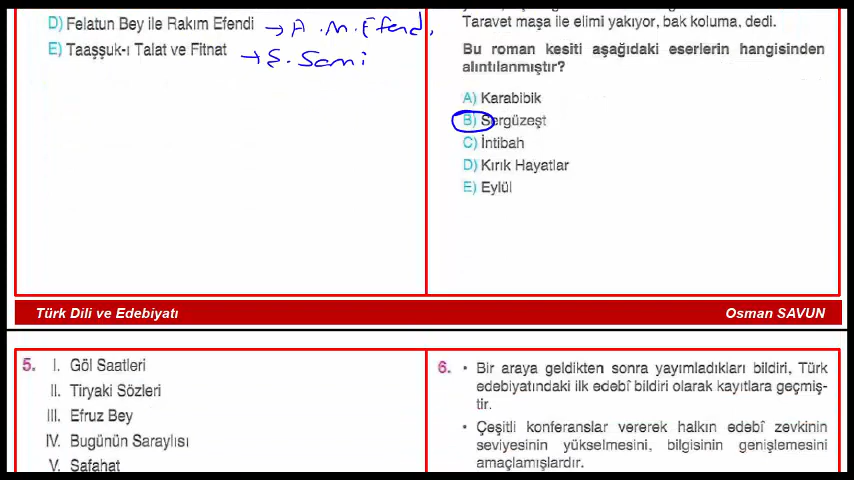 D) Felatun Bey ile Rakım Efendi → A.M.Efendi
E) Taaşşuk-ı Talat ve Fitnat → Ş.Sami
Taravet maşa ile elimi yakıyor, bak koluma, dedi.
Bu roman kesiti aşağıdaki eserlerin hangisinden
alıntılanmıştır?
A) Karabibik
B) Sergüzeşt
C) İntibah
D) Kırık Hayatlar
E) Eylül
Türk Dili ve Edebiyatı
Osman SAVUN
5. I. Göl Saatleri
II. Tiryaki Sözleri
III. Efruz Bey
IV. Bugünün Saraylısı
V. Safahat
6. • Bir araya geldikten sonra yayımladıkları bildiri, Türk
edebiyatındaki ilk edebî bildiri olarak kayıtlara geçmiş-
tir.
• Çeşitli konferanslar vererek halkın edebî zevkinin
seviyesinin yükselmesini, bilgisinin genişlemesini
amaçlamışlardır.